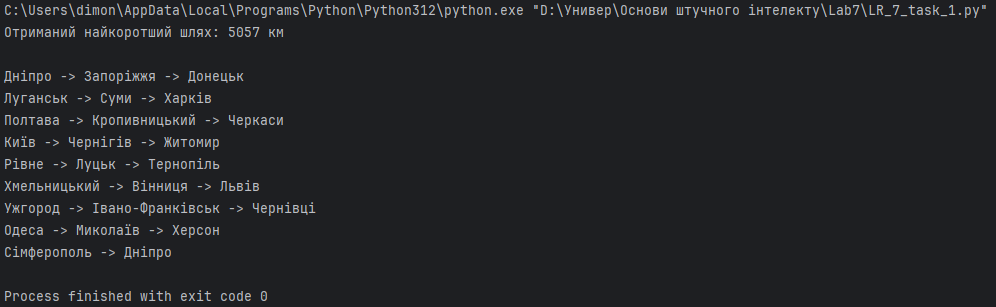 C:\Users\dimon\AppData\Local\Programs\Python\Python312\python.exe "D:\Универ\Основи штучного інтелекту\Lab7\LR_7_task_1.py"
Отриманий найкоротший шлях: 5057 км
Дніпро -> Запоріжжя -> Донецьк
Луганськ -> Суми -> Харків
Полтава -> Кропивницький -> Черкаси
Київ -> Чернігів -> Житомир
Рівне -> Луцьк -> Тернопіль
Хмельницький -> Вінниця -> Львів
Ужгород -> Івано-Франківськ -> Чернівці
Одеса -> Миколаїв -> Херсон
Сімферополь -> Дніпро
Process finished with exit code 0